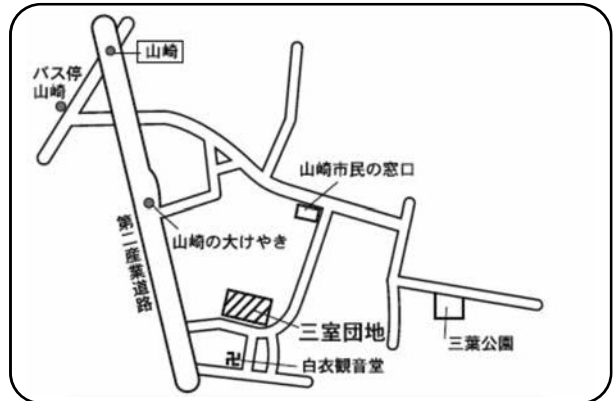 山崎
バス停
山崎
山崎市民の窓口
山崎の大けやき
第二産業道路
三室団地
三葉公園
卍
白衣観音堂